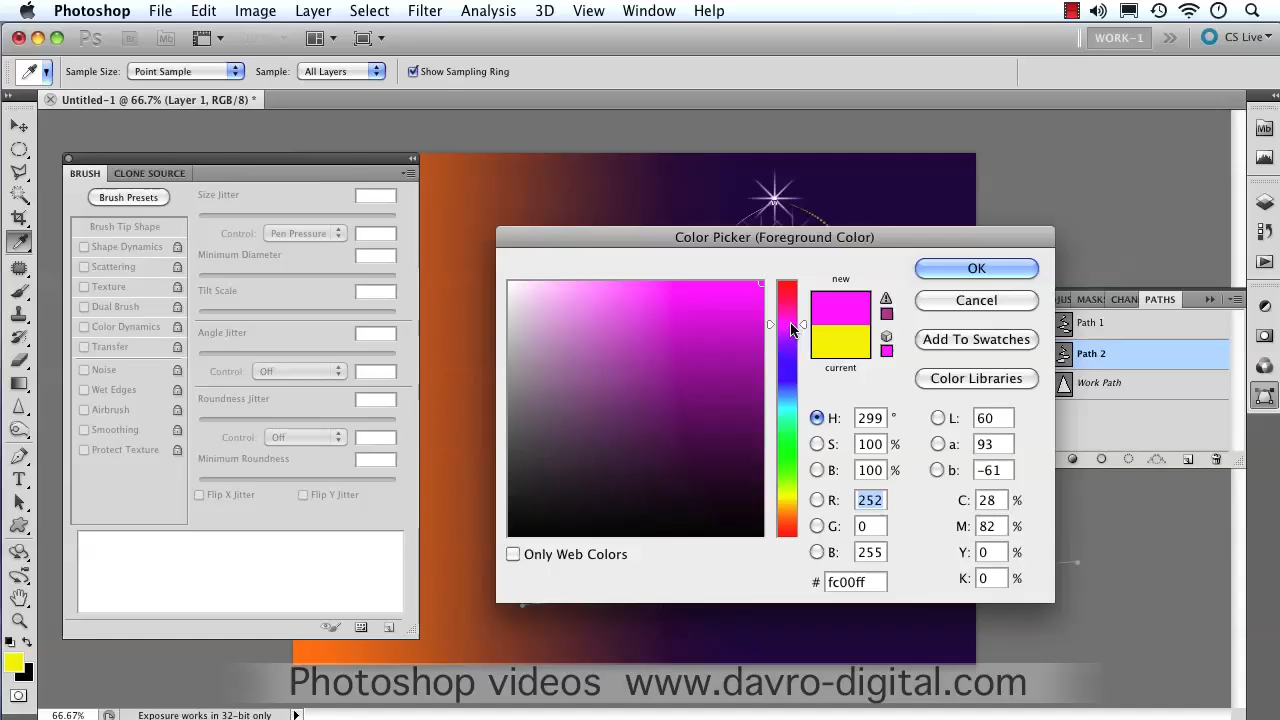 Photoshop File Edit Image Layer Select Filter Analysis 3D View Window Help
Ps Br Mb WORK-1 CS Live
Sample Size: Point Sample Sample: All Layers Show Sampling Ring
Untitled-1 @ 66.7% (Layer 1, RGB/8) *
BRUSH CLONE SOURCE
Brush Presets
Brush Tip Shape
Shape Dynamics
Scattering
Texture
Dual Brush
Color Dynamics
Transfer
Noise
Wet Edges
Airbrush
Smoothing
Protect Texture
Size Jitter
Control: Pen Pressure
Minimum Diameter
Tilt Scale
Angle Jitter
Control: Off
Roundness Jitter
Control: Off
Minimum Roundness
Flip X Jitter Flip Y Jitter
Color Picker (Foreground Color)
new
current
OK
Cancel
Add To Swatches
Color Libraries
H: 299 °
S: 100 %
B: 100 %
R: 252
G: 0
B: 255
# fc00ff
L: 60
a: 93
b: -61
C: 28 %
M: 82 %
Y: 0 %
K: 0 %
Only Web Colors
MASK CHAN PATHS
Path 1
Path 2
Work Path
Mb
Photoshop videos www.davro-digital.com
66.67% Exposure works in 32-bit only